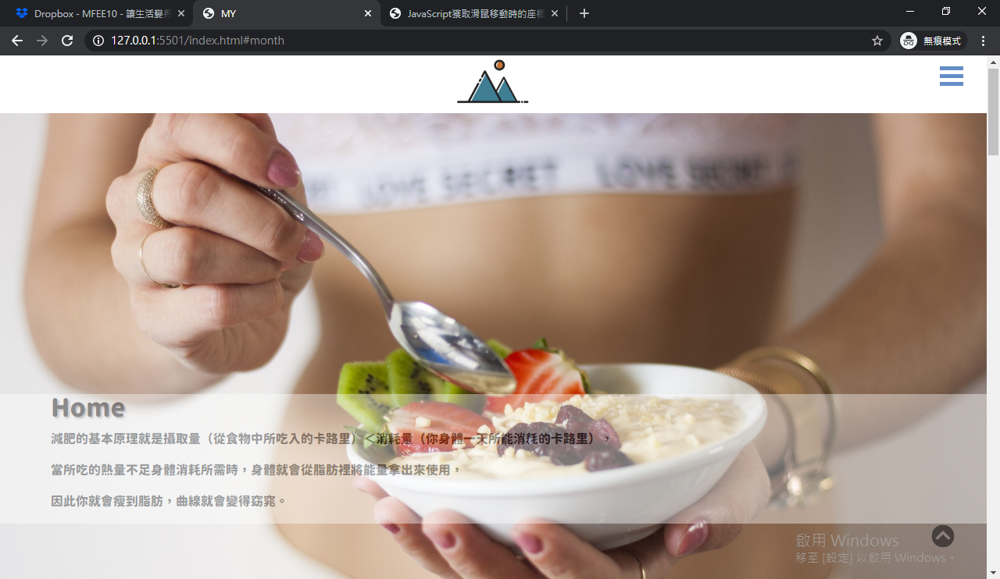 Dropbox - MFEE10 - 讓生活變得
MY
JavaScript獲取滑鼠移動時的座標
127.0.0.1:5501/index.html#month
無痕模式
LOVE SECRET LOVE SECRET
Home
減肥的基本原理就是攝取量（從食物中所吃入的卡路里）＜消耗量（你身體一天所能消耗的卡路里），
當所吃的熱量不足身體消耗所需時，身體就會從脂肪裡將能量拿出來使用，
因此你就會瘦到脂肪，曲線就會變得窈窕。
啟用 Windows
移至 [設定] 以啟用 Windows。